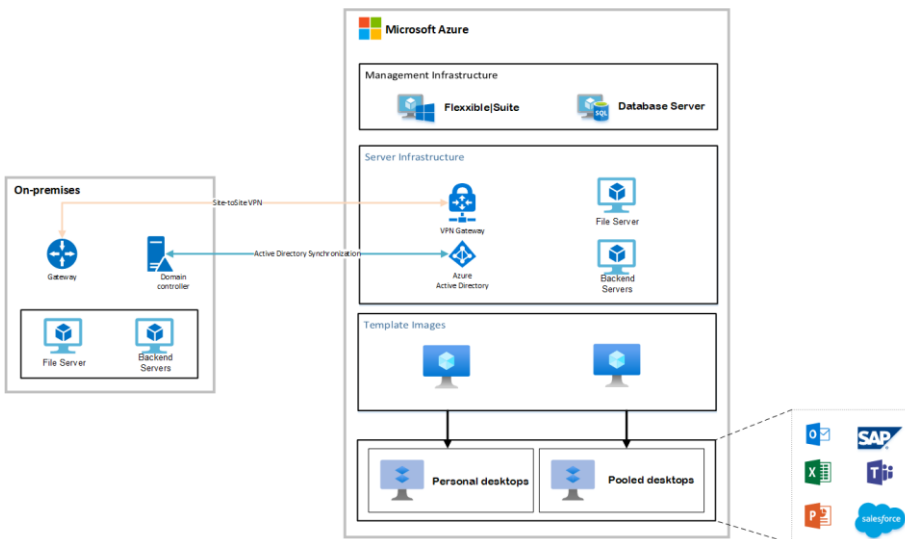 Microsoft Azure
Management Infrastructure
Flexxible|Suite
SQL
Database Server
Server Infrastructure
On-premises
Site-toSite VPN
VPN Gateway
File Server
Gateway
Domain
controller
Active Directory Synchronization
Azure
Active Directory
Backend
Servers
File Server
Backend
Servers
Template Images
Personal desktops
Pooled desktops
O
SAP
X
T
P
salesforce